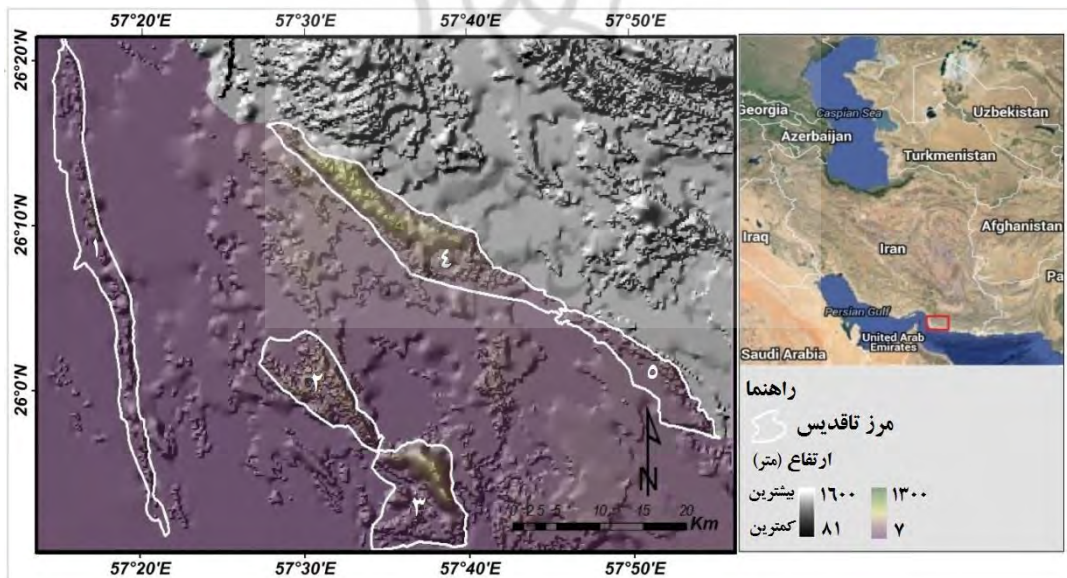 57°20'E 57°30'E 57°40'E 57°50'E
26°20'N
26°10'N
26°0'N
١
٢
٣
٤
٥
N
0 2.5 5 10 15 20
Km
57°20'E 57°30'E 57°40'E 57°50'E
Georgia
Caspian Sea
Uzbekistan
Azerbaijan
Turkmenistan
Afghanistan
Iraq
Iran
Pa
Persian Gulf
United Arab
Emirates
Saudi Arabia
راهنما
مرز تاقدیس
ارتفاع (متر)
بیشترین ۱۶۰۰ ۱۳۰۰
کمترین ۸۱ ۷